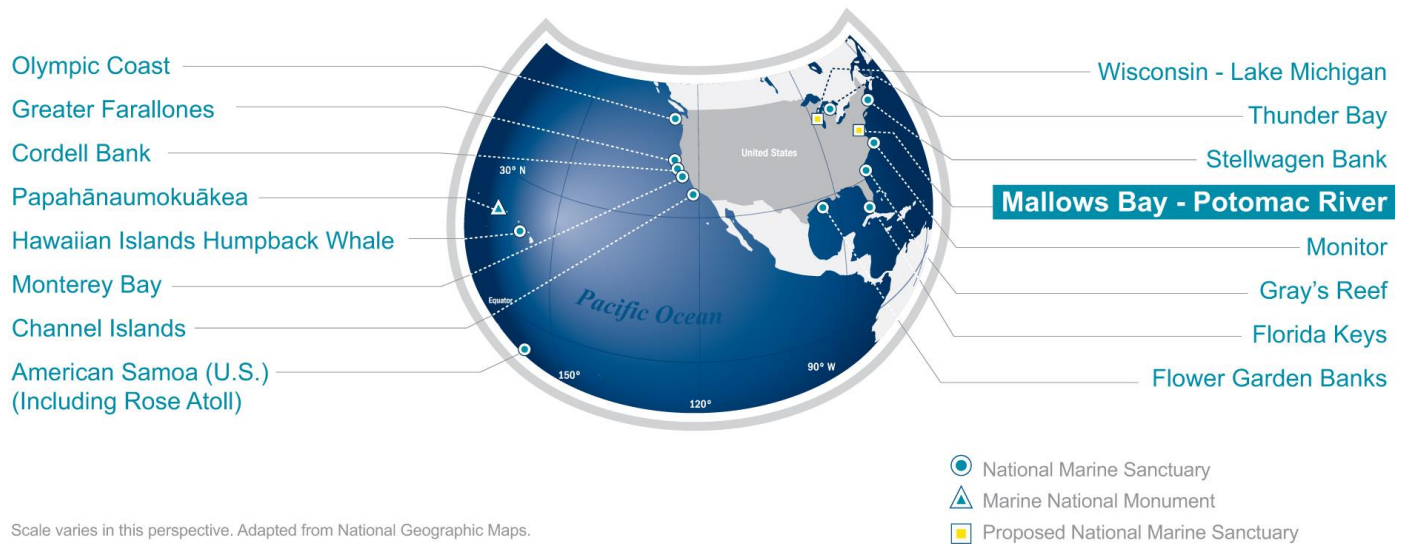 Olympic Coast
Greater Farallones
Cordell Bank
Papahānaumokuākea
Hawaiian Islands Humpback Whale
Monterey Bay
Channel Islands
American Samoa (U.S.)
(Including Rose Atoll)
30° N
Equator
150°
120°
90° W
United States
Pacific Ocean
Wisconsin - Lake Michigan
Thunder Bay
Stellwagen Bank
Mallows Bay - Potomac River
Monitor
Gray's Reef
Florida Keys
Flower Garden Banks
National Marine Sanctuary
Marine National Monument
Proposed National Marine Sanctuary
Scale varies in this perspective. Adapted from National Geographic Maps.